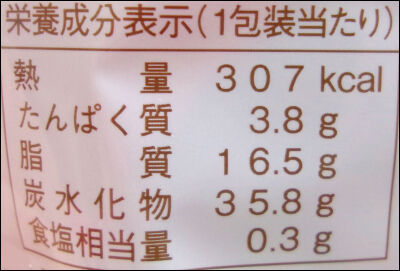 栄養成分表示(1包装当たり)
熱量 307 kcal
たんぱく質 3.8 g
脂質 16.5 g
炭水化物 35.8 g
食塩相当量 0.3 g